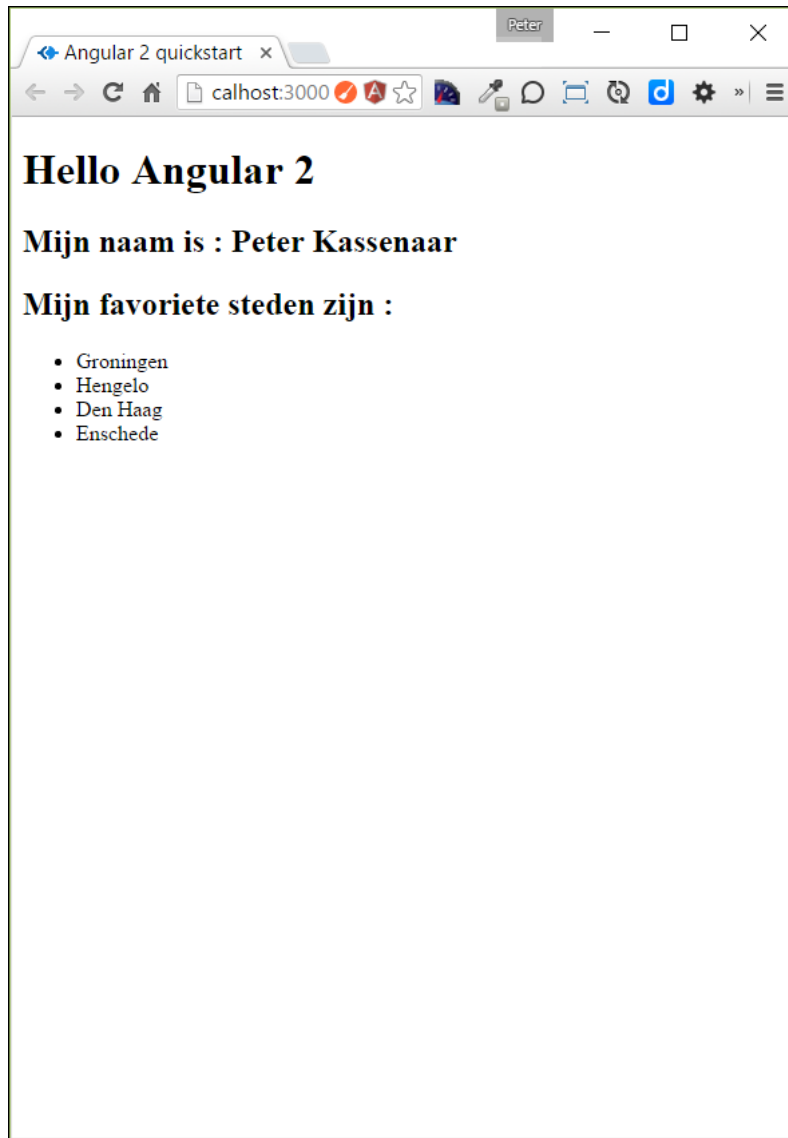 Peter
Angular 2 quickstart
calhost:3000
Hello Angular 2
Mijn naam is : Peter Kassenaar
Mijn favoriete steden zijn :
Groningen
Hengelo
Den Haag
Enschede